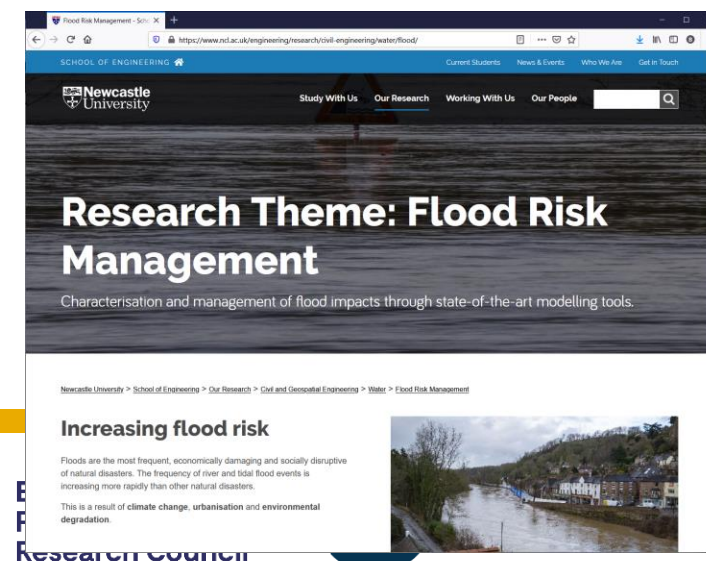 Flood Risk Management - Scho
https://www.ncl.ac.uk/engineering/research/civil-engineering/water/flood/
SCHOOL OF ENGINEERING
Current Students News & Events Who We Are Get in Touch
Newcastle
University
Study With Us Our Research Working With Us Our People
Research Theme: Flood Risk
Management
Characterisation and management of flood impacts through state-of-the-art modelling tools.
Newcastle University > School of Engineering > Our Research > Civil and Geospatial Engineering > Water > Flood Risk Management
Increasing flood risk
Floods are the most frequent, economically damaging and socially disruptive
of natural disasters. The frequency of river and tidal flood events is
increasing more rapidly than other natural disasters.
This is a result of climate change, urbanisation and environmental
degradation.
Research Council